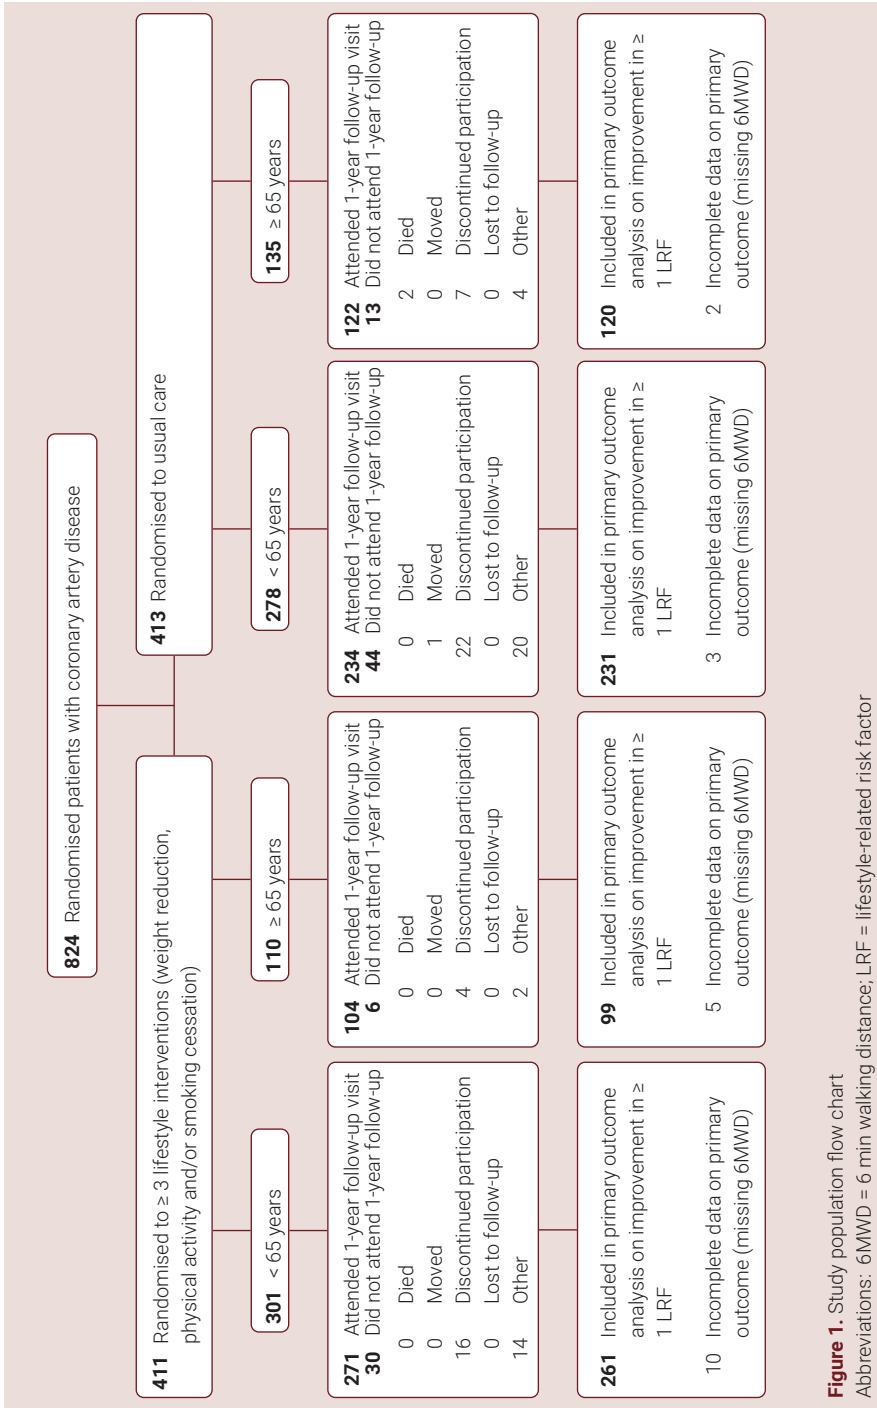 824 Randomised patients with coronary artery disease
411 Randomised to ≥ 3 lifestyle interventions (weight reduction,
physical activity and/or smoking cessation)
413 Randomised to usual care
301 < 65 years
110 ≥ 65 years
278 < 65 years
135 ≥ 65 years
271 Attended 1-year follow-up visit
30 Did not attend 1-year follow-up
0 Died
0 Moved
16 Discontinued participation
0 Lost to follow-up
14 Other
104 Attended 1-year follow-up visit
6 Did not attend 1-year follow-up
0 Died
0 Moved
4 Discontinued participation
0 Lost to follow-up
2 Other
234 Attended 1-year follow-up visit
44 Did not attend 1-year follow-up
0 Died
1 Moved
22 Discontinued participation
0 Lost to follow-up
20 Other
122 Attended 1-year follow-up visit
13 Did not attend 1-year follow-up
2 Died
0 Moved
7 Discontinued participation
0 Lost to follow-up
4 Other
261 Included in primary outcome
analysis on improvement in ≥
1 LRF
10 Incomplete data on primary
outcome (missing 6MWD)
99 Included in primary outcome
analysis on improvement in ≥
1 LRF
5 Incomplete data on primary
outcome (missing 6MWD)
231 Included in primary outcome
analysis on improvement in ≥
1 LRF
3 Incomplete data on primary
outcome (missing 6MWD)
120 Included in primary outcome
analysis on improvement in ≥
1 LRF
2 Incomplete data on primary
outcome (missing 6MWD)
Figure 1. Study population flow chart
Abbreviations: 6MWD = 6 min walking distance; LRF = lifestyle-related risk factor